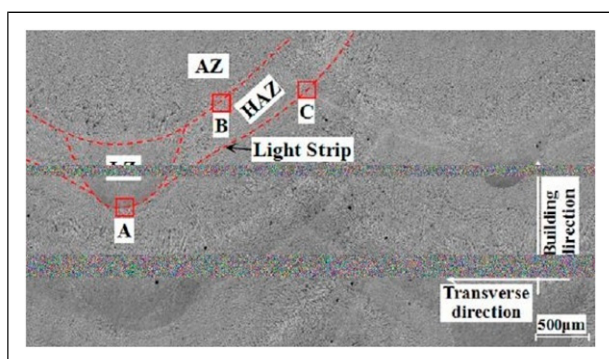 AZ
HAZ
B
C
Light Strip
A
Building
direction
Transverse
direction
500μm